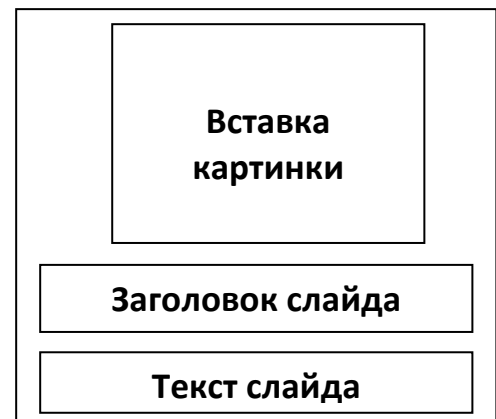 Вставка
картинки
Заголовок слайда
Текст слайда